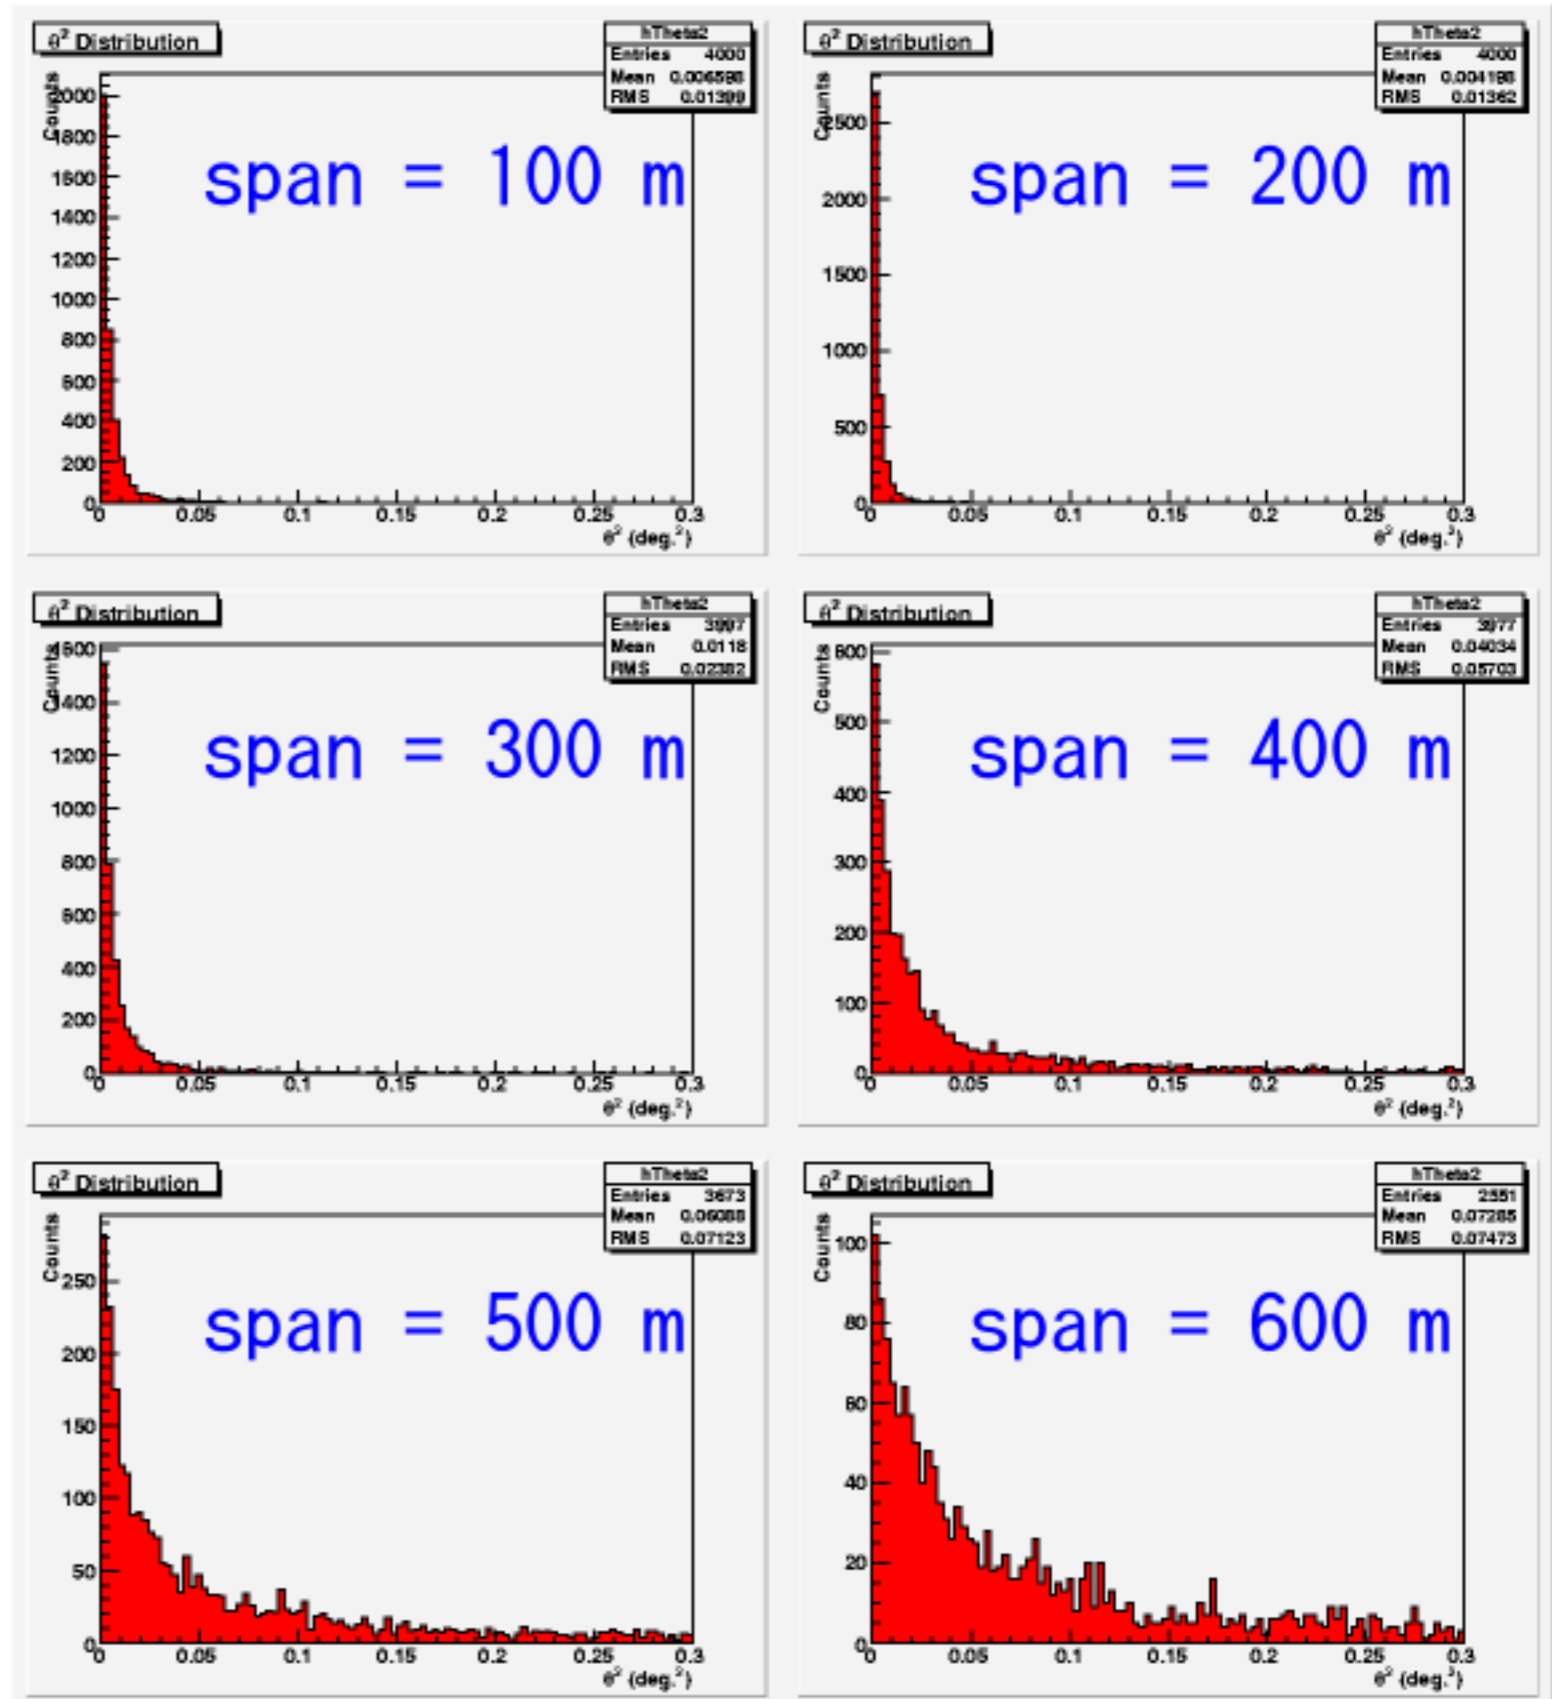 θ² Distribution
hTheta2
Entries 4000
Mean 0.006598
RMS 0.01399
Counts
span = 100 m
2000
1800
1600
1400
1200
1000
800
600
400
200
0
0 0.05 0.1 0.15 0.2 0.25 0.3
θ² (deg.²)
θ² Distribution
hTheta2
Entries 4000
Mean 0.004198
RMS 0.01362
Counts
span = 200 m
2500
2000
1500
1000
500
0
0 0.05 0.1 0.15 0.2 0.25 0.3
θ² (deg.²)
θ² Distribution
hTheta2
Entries 3997
Mean 0.0118
RMS 0.02382
Counts
span = 300 m
1600
1400
1200
1000
800
600
400
200
0
0 0.05 0.1 0.15 0.2 0.25 0.3
θ² (deg.²)
θ² Distribution
hTheta2
Entries 3977
Mean 0.04034
RMS 0.05703
Counts
span = 400 m
600
500
400
300
200
100
0
0 0.05 0.1 0.15 0.2 0.25 0.3
θ² (deg.²)
θ² Distribution
hTheta2
Entries 3673
Mean 0.06088
RMS 0.07123
Counts
span = 500 m
250
200
150
100
50
0
0 0.05 0.1 0.15 0.2 0.25 0.3
θ² (deg.²)
θ² Distribution
hTheta2
Entries
Mean 0.07285
RMS 0.07473
Counts
span = 600 m
100
80
60
40
20
0
0 0.05 0.1 0.15 0.2 0.25 0.3
θ² (deg.²)